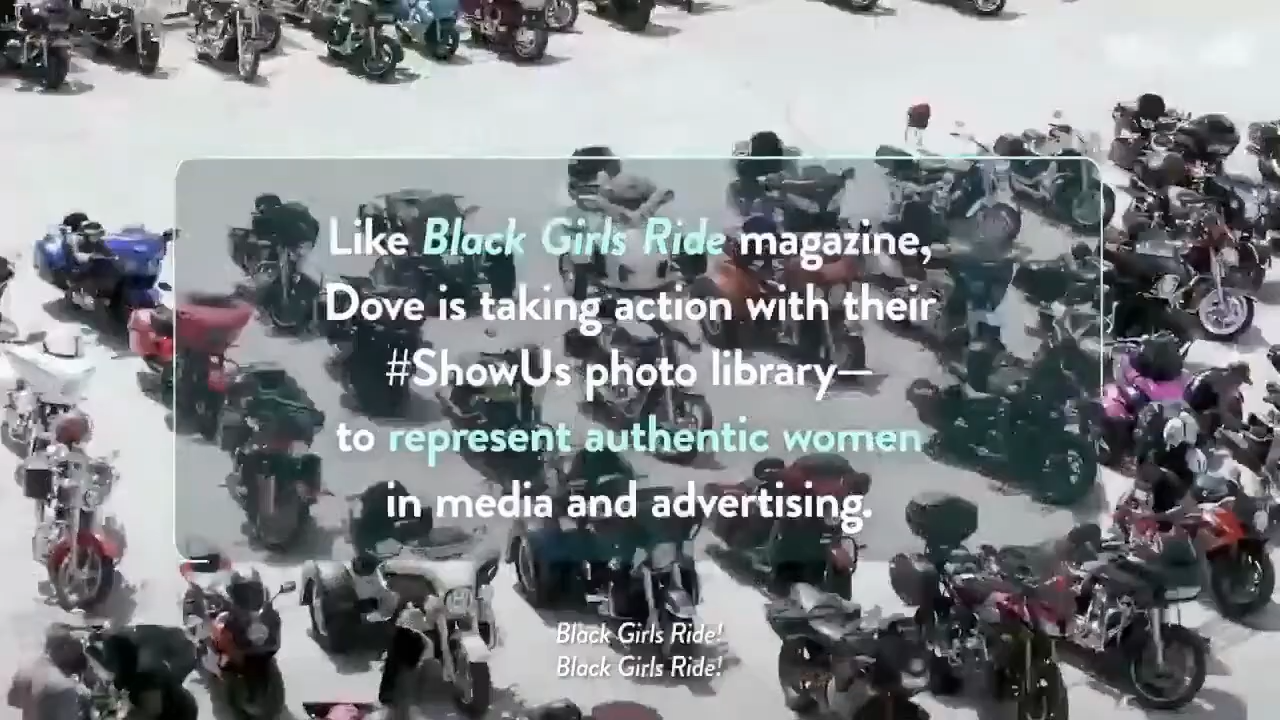 Like Black Girls Ride magazine,
Dove is taking action with their
#ShowUs photo library—
to represent authentic women
in media and advertising.
Black Girls Ride!
Black Girls Ride!